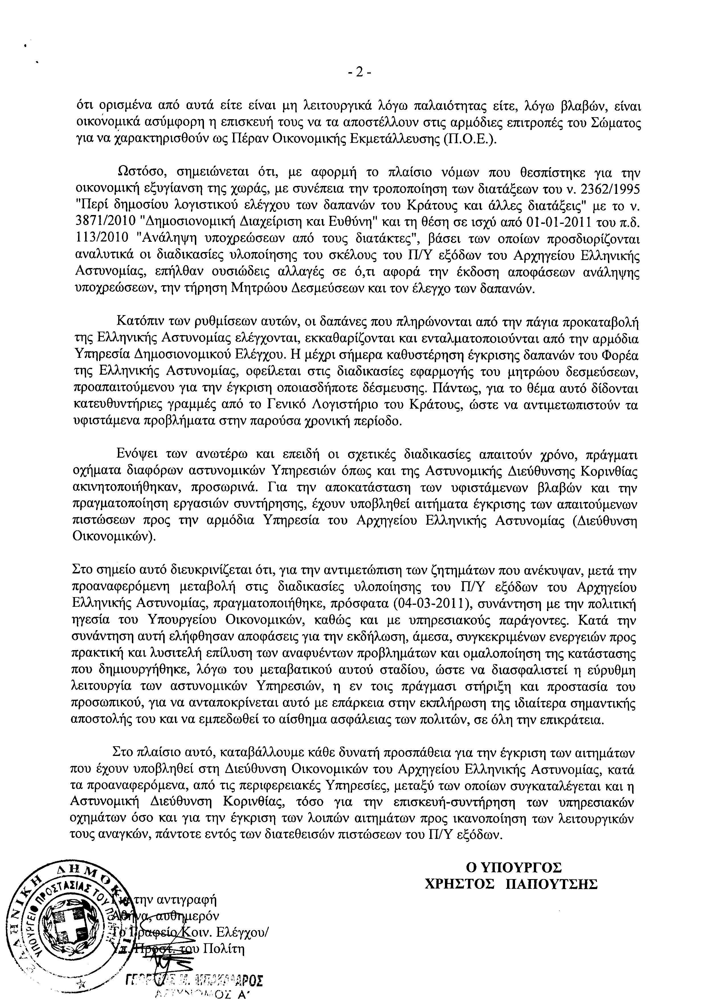 - 2 -
ότι ορισμένα από αυτά είτε είναι μη λειτουργικά λόγω παλαιότητας είτε, λόγω βλαβών, είναι
οικονομικά ασύμφορη η επισκευή τους να τα αποστέλλουν στις αρμόδιες επιτροπές του Σώματος
για να χαρακτηρισθούν ως Πέραν Οικονομικής Εκμετάλλευσης (Π.Ο.Ε.).
Ωστόσο, σημειώνεται ότι, με αφορμή το πλαίσιο νόμων που θεσπίστηκε για την
οικονομική εξυγίανση της χωράς, με συνέπεια την τροποποίηση των διατάξεων του ν. 2362/1995
"Περί δημοσίου λογιστικού ελέγχου των δαπανών του Κράτους και άλλες διατάξεις" με το ν.
3871/2010 "Δημοσιονομική Διαχείριση και Ευθύνη" και τη θέση σε ισχύ από 01-01-2011 του π.δ.
113/2010 "Ανάληψη υποχρεώσεων από τους διατάκτες", βάσει των οποίων προσδιορίζονται
αναλυτικά οι διαδικασίες υλοποίησης του σκέλους του Π/Υ εξόδων του Αρχηγείου Ελληνικής
Αστυνομίας, επήλθαν ουσιώδεις αλλαγές σε ό,τι αφορά την έκδοση αποφάσεων ανάληψης
υποχρεώσεων, την τήρηση Μητρώου Δεσμεύσεων και τον έλεγχο των δαπανών.
Κατόπιν των ρυθμίσεων αυτών, οι δαπάνες που πληρώνονται από την πάγια προκαταβολή
της Ελληνικής Αστυνομίας ελέγχονται, εκκαθαρίζονται και ενταλματοποιούνται από την αρμόδια
Υπηρεσία Δημοσιονομικού Ελέγχου. Η μέχρι σήμερα καθυστέρηση έγκρισης δαπανών του Φορέα
της Ελληνικής Αστυνομίας, οφείλεται στις διαδικασίες εφαρμογής του μητρώου δεσμεύσεων,
προαπαιτούμενου για την έγκριση οποιασδήποτε δέσμευσης. Πάντως, για το θέμα αυτό δίδονται
κατευθυντήριες γραμμές από το Γενικό Λογιστήριο του Κράτους, ώστε να αντιμετωπιστούν τα
υφιστάμενα προβλήματα στην παρούσα χρονική περίοδο.
Ενόψει των ανωτέρω και επειδή οι σχετικές διαδικασίες απαιτούν χρόνο, πράγματι
οχήματα διαφόρων αστυνομικών Υπηρεσιών όπως και της Αστυνομικής Διεύθυνσης Κορινθίας
ακινητοποιήθηκαν, προσωρινά. Για την αποκατάσταση των υφιστάμενων βλαβών και την
πραγματοποίηση εργασιών συντήρησης, έχουν υποβληθεί αιτήματα έγκρισης των απαιτούμενων
πιστώσεων προς την αρμόδια Υπηρεσία του Αρχηγείου Ελληνικής Αστυνομίας (Διεύθυνση
Οικονομικών).
Στο σημείο αυτό διευκρινίζεται ότι, για την αντιμετώπιση των ζητημάτων που ανέκυψαν, μετά την
προαναφερόμενη μεταβολή στις διαδικασίες υλοποίησης του Π/Υ εξόδων του Αρχηγείου
Ελληνικής Αστυνομίας, πραγματοποιήθηκε, πρόσφατα (04-03-2011), συνάντηση με την πολιτική
ηγεσία του Υπουργείου Οικονομικών, καθώς και με υπηρεσιακούς παράγοντες. Κατά την
συνάντηση αυτή ελήφθησαν αποφάσεις για την εκδήλωση, άμεσα, συγκεκριμένων ενεργειών προς
πρακτική και λυσιτελή επίλυση των αναφυέντων προβλημάτων και ομαλοποίηση της κατάστασης
που δημιουργήθηκε, λόγω του μεταβατικού αυτού σταδίου, ώστε να διασφαλιστεί η εύρυθμη
λειτουργία των αστυνομικών Υπηρεσιών, η εν τοις πράγμασι στήριξη και προστασία του
προσωπικού, για να ανταποκρίνεται αυτό με επάρκεια στην εκπλήρωση της ιδιαίτερα σημαντικής
αποστολής του και να εμπεδωθεί το αίσθημα ασφάλειας των πολιτών, σε όλη την επικράτεια.
Στο πλαίσιο αυτό, καταβάλλουμε κάθε δυνατή προσπάθεια για την έγκριση των αιτημάτων
που έχουν υποβληθεί στη Διεύθυνση Οικονομικών του Αρχηγείου Ελληνικής Αστυνομίας, κατά
τα προαναφερόμενα, από τις περιφερειακές Υπηρεσίες, μεταξύ των οποίων συγκαταλέγεται και η
Αστυνομική Διεύθυνση Κορινθίας, τόσο για την επισκευή-συντήρηση των υπηρεσιακών
οχημάτων όσο και για την έγκριση των λοιπών αιτημάτων προς ικανοποίηση των λειτουργικών
τους αναγκών, πάντοτε εντός των διατεθεισών πιστώσεων του Π/Υ εξόδων.
Ο ΥΠΟΥΡΓΟΣ
ΧΡΗΣΤΟΣ ΠΑΠΟΥΤΣΗΣ
Για την αντιγραφή
Αθήνα, αυθημερόν
Το Γραφείο Κοιν. Ελέγχου/
Υπ. Προστ. του Πολίτη
ΑΣΤΥΝΟΜΟΣ Α'
ΕΛΛΗΝΙΚΗ ΔΗΜΟΚΡΑΤΙΑ
ΥΠΟΥΡΓΕΙΟ ΠΡΟΣΤΑΣΙΑΣ ΤΟΥ ΠΟΛΙΤΗ